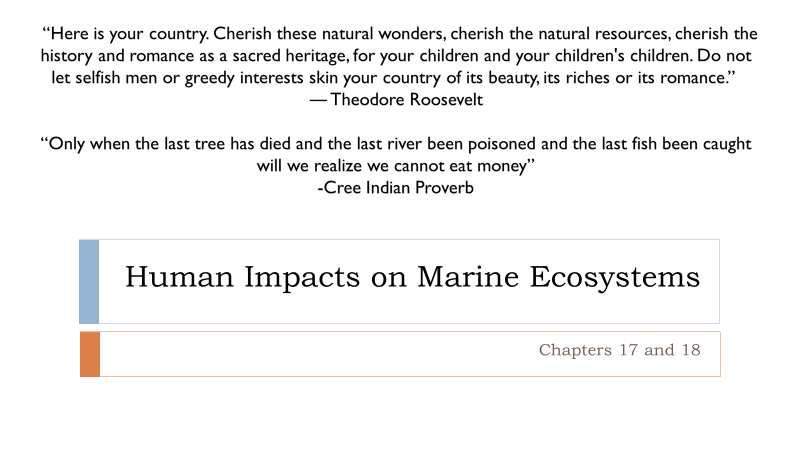 “Here is your country. Cherish these natural wonders, cherish the natural resources, cherish the
history and romance as a sacred heritage, for your children and your children's children. Do not
let selfish men or greedy interests skin your country of its beauty, its riches or its romance.”
— Theodore Roosevelt
“Only when the last tree has died and the last river been poisoned and the last fish been caught
will we realize we cannot eat money”
-Cree Indian Proverb
Human Impacts on Marine Ecosystems
Chapters 17 and 18